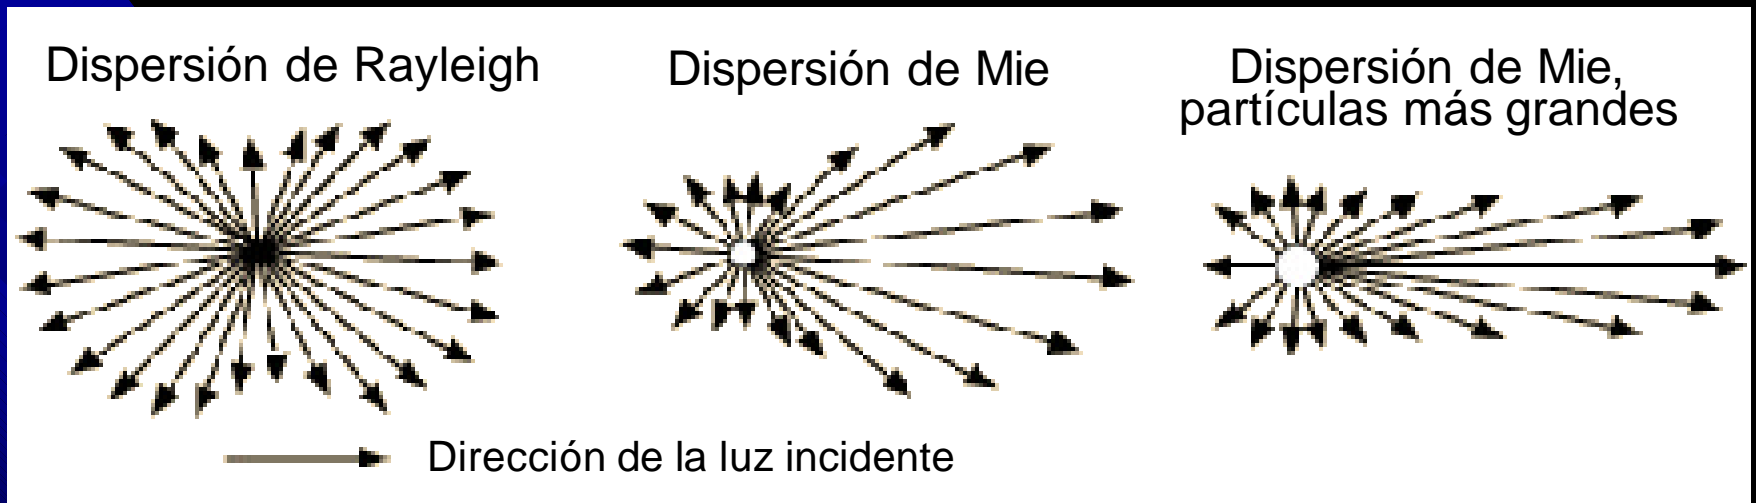 Dispersión de Rayleigh
Dispersión de Mie
Dispersión de Mie,
partículas más grandes
Dirección de la luz incidente